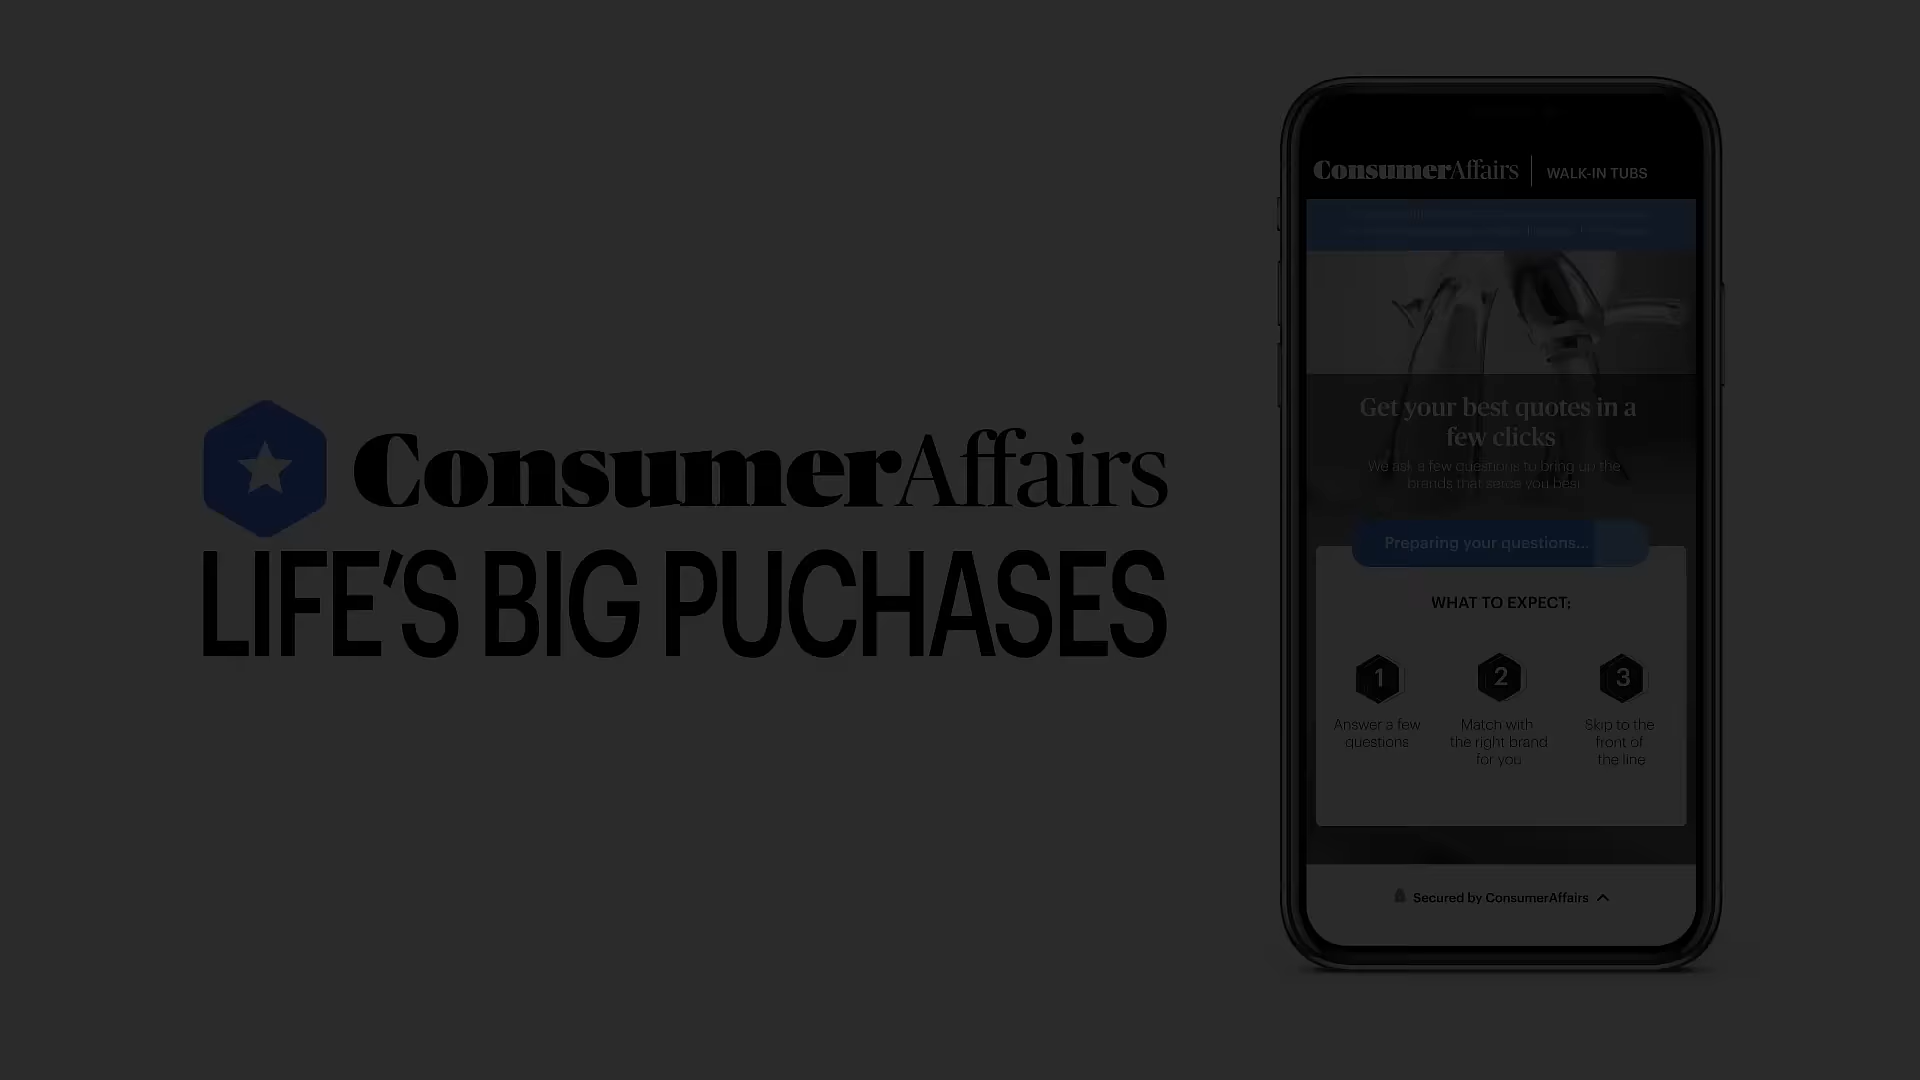 ConsumerAffairs
LIFE'S BIG PUCHASES
ConsumerAffairs | WALK-IN TUBS
Get your best quotes in a
few clicks
We ask a few questions to bring up the
brands that serve you best
Preparing your questions...
WHAT TO EXPECT:
1
2
3
Answer a few
questions
Match with
the right brand
for you
Skip to the
front of
the line
Secured by ConsumerAffairs